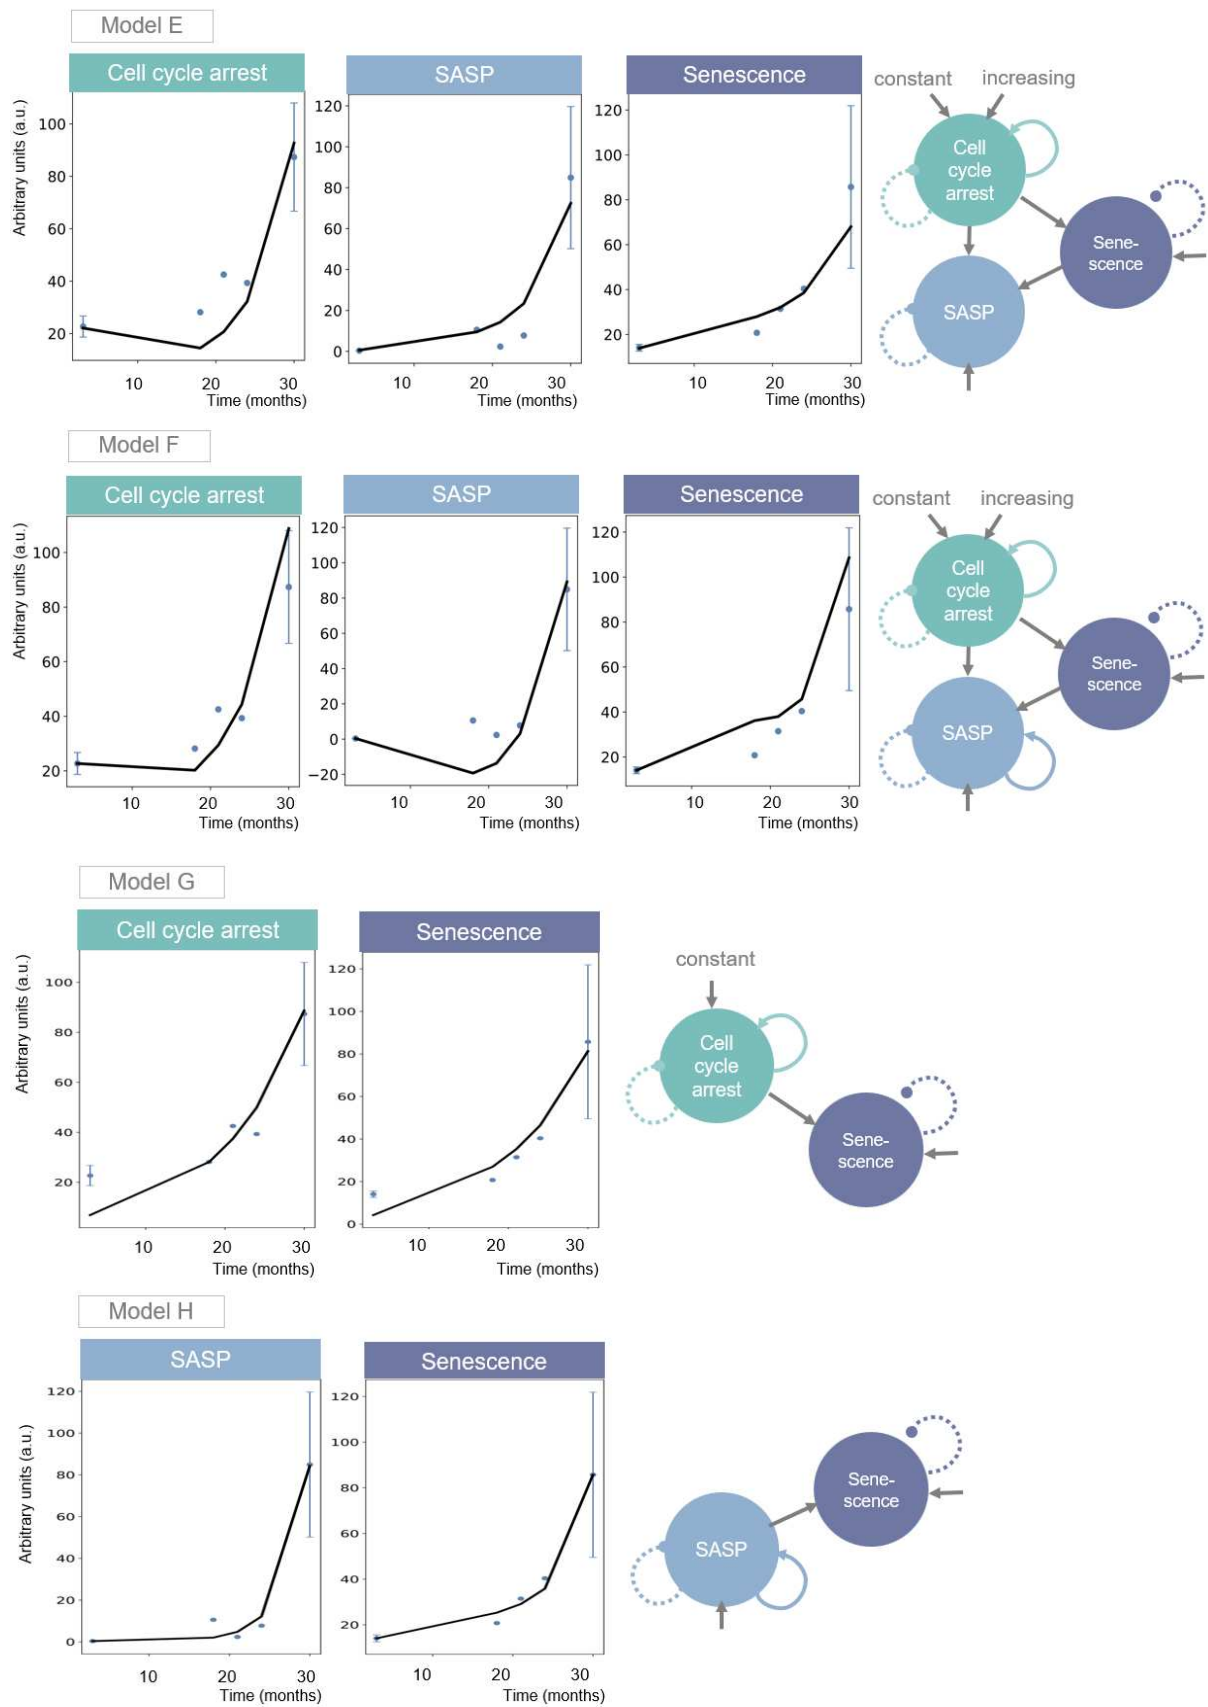 Model E
Cell cycle arrest
SASP
Senescence
constant
increasing
Arbitrary units (a.u.)
100
80
60
40
20
10
20
30
Time (months)
120
100
80
60
40
20
0
10
20
30
Time (months)
120
100
80
60
40
20
10
20
30
Time (months)
Cell
cycle
arrest
Sene-
scence
SASP
Model F
Cell cycle arrest
SASP
Senescence
constant
increasing
Arbitrary units (a.u.)
100
80
60
40
20
10
20
30
Time (months)
120
100
80
60
40
20
0
−20
10
20
30
Time (months)
120
100
80
60
40
20
10
20
30
Time (months)
Cell
cycle
arrest
Sene-
scence
SASP
Model G
Cell cycle arrest
Senescence
constant
Arbitrary units (a.u.)
100
80
60
40
20
10
20
30
Time (months)
120
100
80
60
40
20
0
10
20
30
Time (months)
Cell
cycle
arrest
Sene-
scence
Model H
SASP
Senescence
Arbitrary units (a.u.)
120
100
80
60
40
20
0
10
20
30
Time (months)
120
100
80
60
40
20
10
20
30
Time (months)
Sene-
scence
SASP